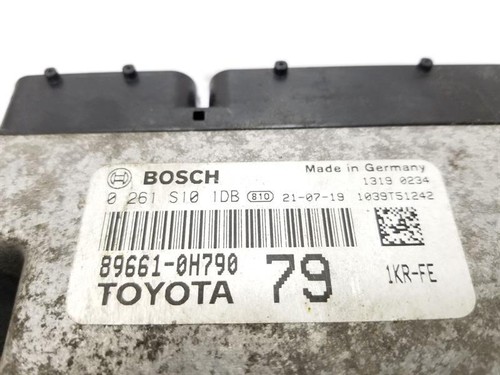 BOSCH
Made in Germany
1319 0234
0 261 S10 1DB 810 21-07-19 1039T51242
89661-0H790
79
TOYOTA
1KR-FE